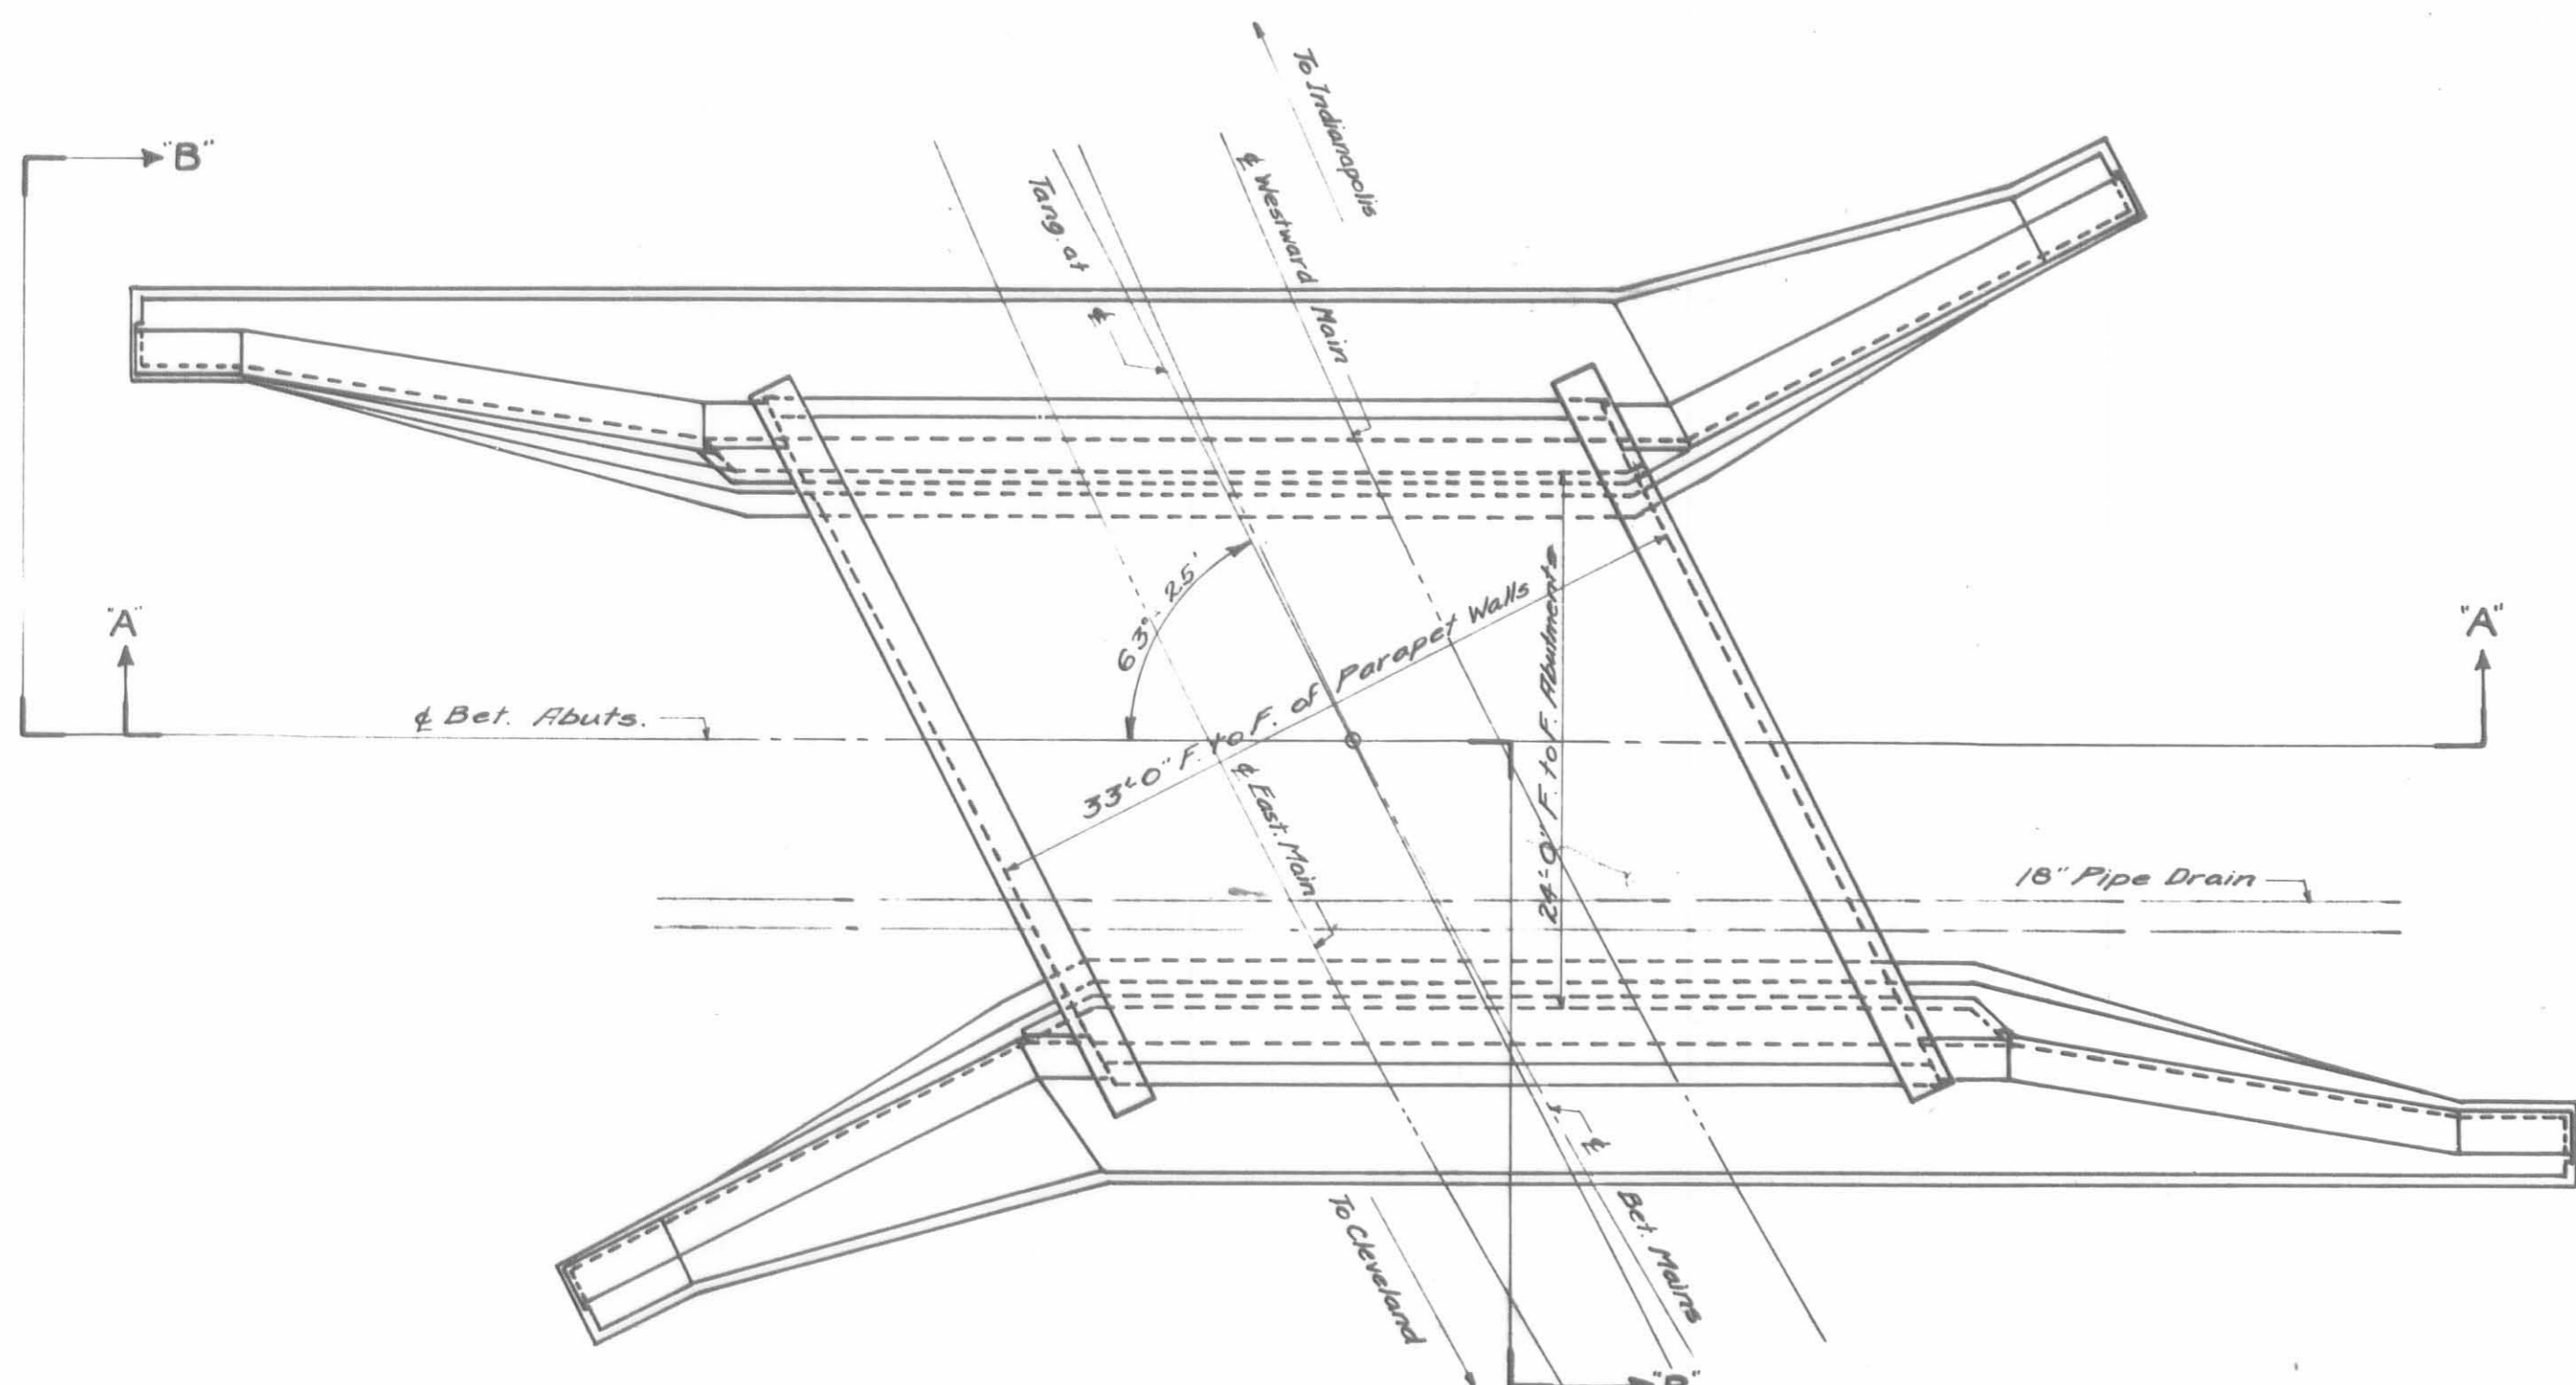 To Indianapolis
"B"
℄ Westward Main
Tang. at ℄
63°-25'
33'-0" F. to F. of Parapet Walls
24'-0" F. to F. Abutments
"A"
"A"
℄ Bet. Abuts.
℄ East. Main
18" Pipe Drain
℄ Bet. Mains
To Cleveland
"B"